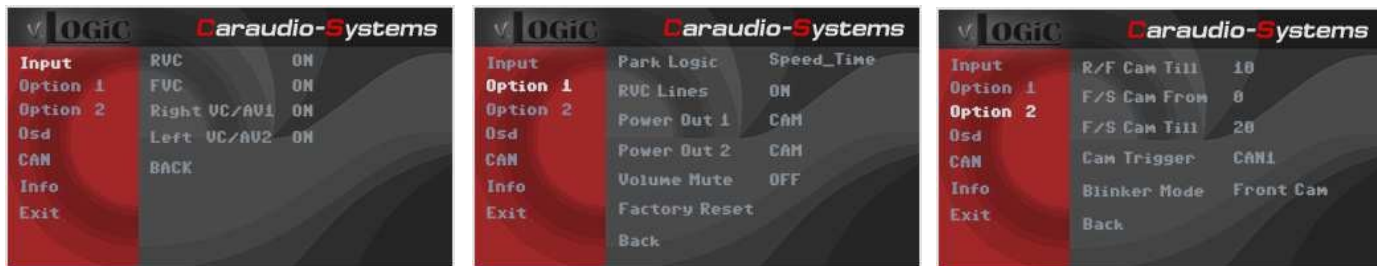 v.LOGiC Caraudio-Systems
Input RVC ON
Option 1 FVC ON
Option 2 Right VC/AV1 ON
Osd Left VC/AV2 ON
CAN BACK
Info
Exit
v.LOGiC Caraudio-Systems
Input Park Logic Speed_Time
Option 1 RVC Lines ON
Option 2 Power Out 1 CAM
Osd Power Out 2 CAM
CAN Volume Mute OFF
Info Factory Reset
Exit Back
v.LOGiC Caraudio-Systems
Input R/F Cam Till 10
Option 1 F/S Cam From 0
Option 2 F/S Cam Till 20
Osd Cam Trigger CAN1
CAN Blinker Mode Front Cam
Info Back
Exit